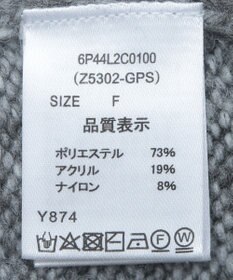 6P44L2C0100
(Z5302-GPS)
SIZE F
品質表示
ポリエステル 73%
アクリル 19%
ナイロン 8%
Y874